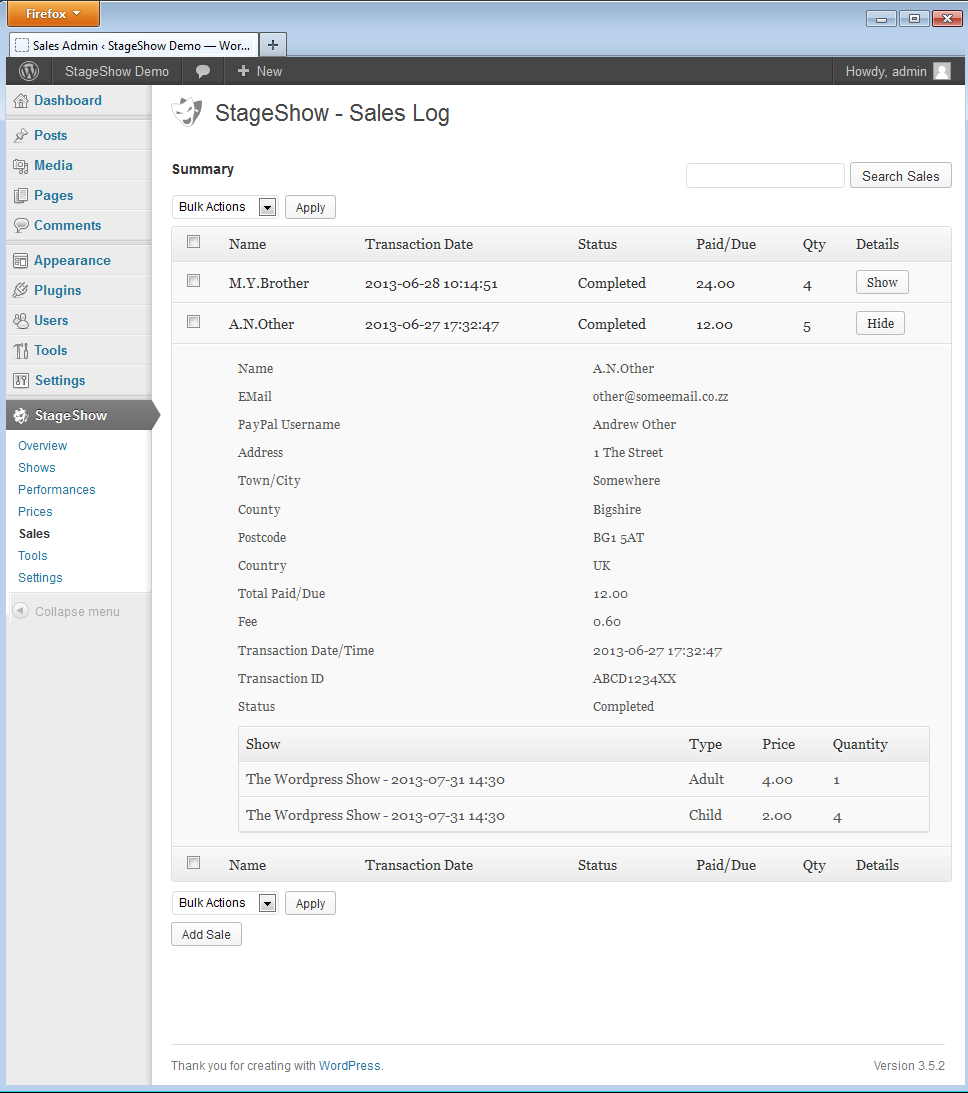 Firefox
Sales Admin ‹ StageShow Demo — Wor...
StageShow Demo
New
Howdy, admin
Dashboard
Posts
Media
Pages
Comments
Appearance
Plugins
Users
Tools
Settings
StageShow
Overview
Shows
Performances
Prices
Sales
Tools
Settings
Collapse menu
StageShow - Sales Log
Summary
Search Sales
Bulk Actions Apply
Name Transaction Date Status Paid/Due Qty Details
M.Y.Brother 2013-06-28 10:14:51 Completed 24.00 4 Show
A.N.Other 2013-06-27 17:32:47 Completed 12.00 5 Hide
Name A.N.Other
EMail other@someemail.co.zz
PayPal Username Andrew Other
Address 1 The Street
Town/City Somewhere
County Bigshire
Postcode BG1 5AT
Country UK
Total Paid/Due 12.00
Fee 0.60
Transaction Date/Time 2013-06-27 17:32:47
Transaction ID ABCD1234XX
Status Completed
Show Type Price Quantity
The Wordpress Show - 2013-07-31 14:30 Adult 4.00 1
The Wordpress Show - 2013-07-31 14:30 Child 2.00 4
Name Transaction Date Status Paid/Due Qty Details
Bulk Actions Apply
Add Sale
Thank you for creating with WordPress.
Version 3.5.2